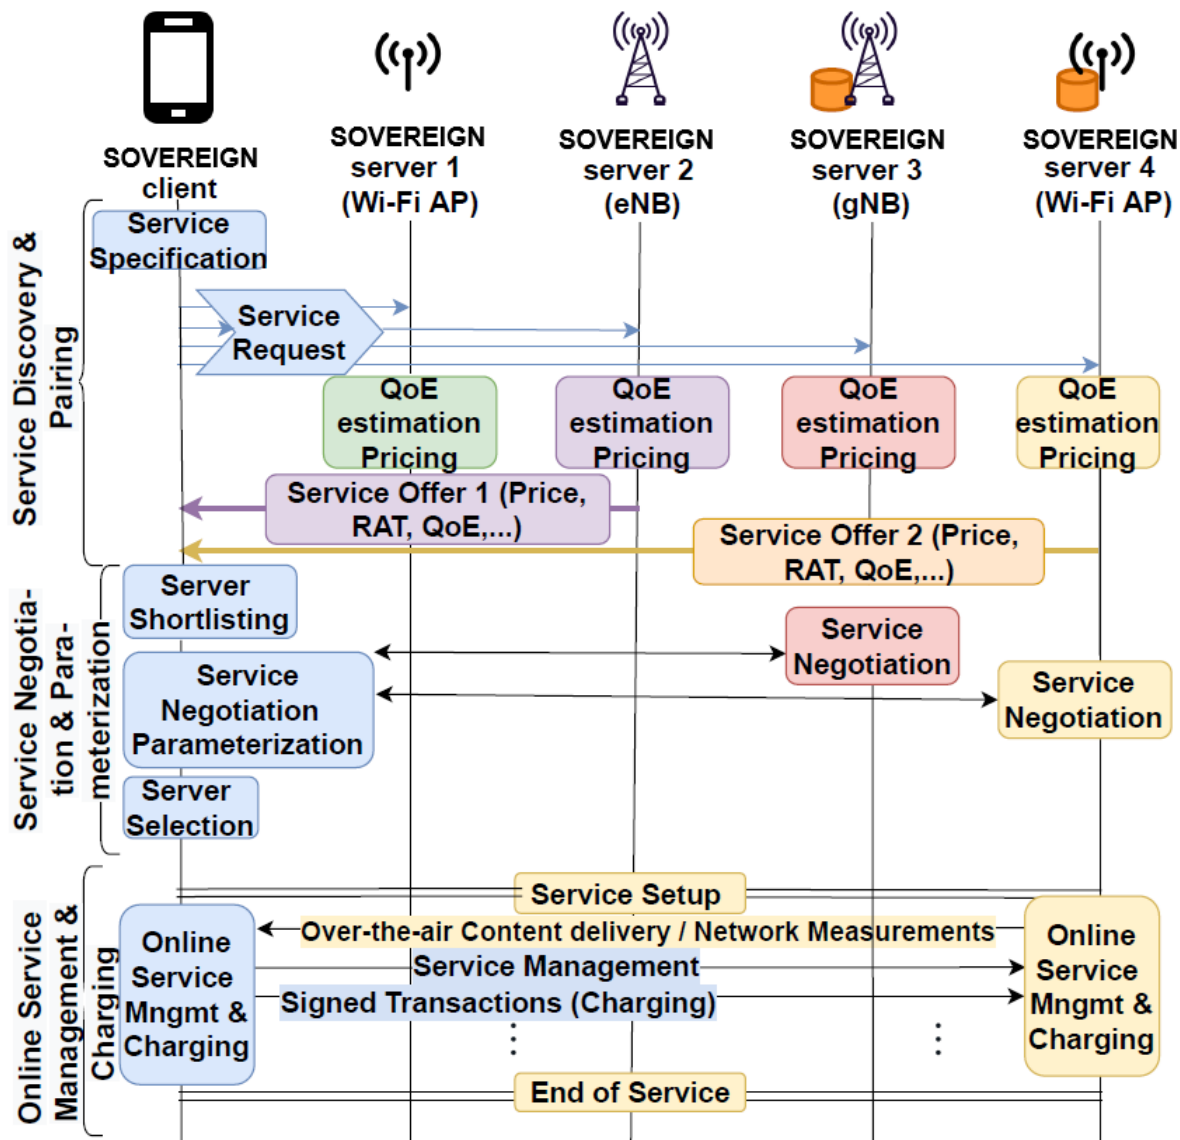 SOVEREIGN
client
SOVEREIGN
server 1
(Wi-Fi AP)
SOVEREIGN
server 2
(eNB)
SOVEREIGN
server 3
(gNB)
SOVEREIGN
server 4
(Wi-Fi AP)
Service Discovery &
Pairing
Service
Specification
Service
Request
QoE
estimation
Pricing
QoE
estimation
Pricing
QoE
estimation
Pricing
QoE
estimation
Pricing
Service Offer 1 (Price,
RAT, QoE,...)
Service Offer 2 (Price,
RAT, QoE,...)
Service Negotia-
tion & Para-
meterization
Server
Shortlisting
Service
Negotiation
Service
Negotiation
Parameterization
Service
Negotiation
Server
Selection
Online Service
Management &
Charging
Service Setup
Online
Service
Mngmt &
Charging
Over-the-air Content delivery / Network Measurements
Service Management
Signed Transactions (Charging)
Online
Service
Mngmt &
Charging
End of Service